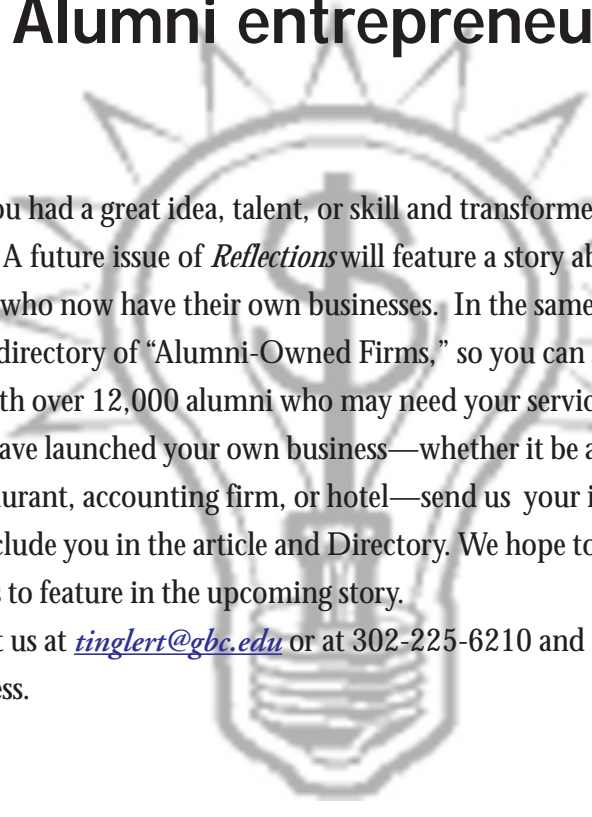 Alumni entrepreneu
ou had a great idea, talent, or skill and transforme
A future issue of Reflections will feature a story ab
who now have their own businesses. In the same
directory of “Alumni-Owned Firms,” so you can
th over 12,000 alumni who may need your servic
ave launched your own business—whether it be a
urant, accounting firm, or hotel—send us your i
clude you in the article and Directory. We hope to
s to feature in the upcoming story.
t us at tinglert@gbc.edu or at 302-225-6210 and
ess.